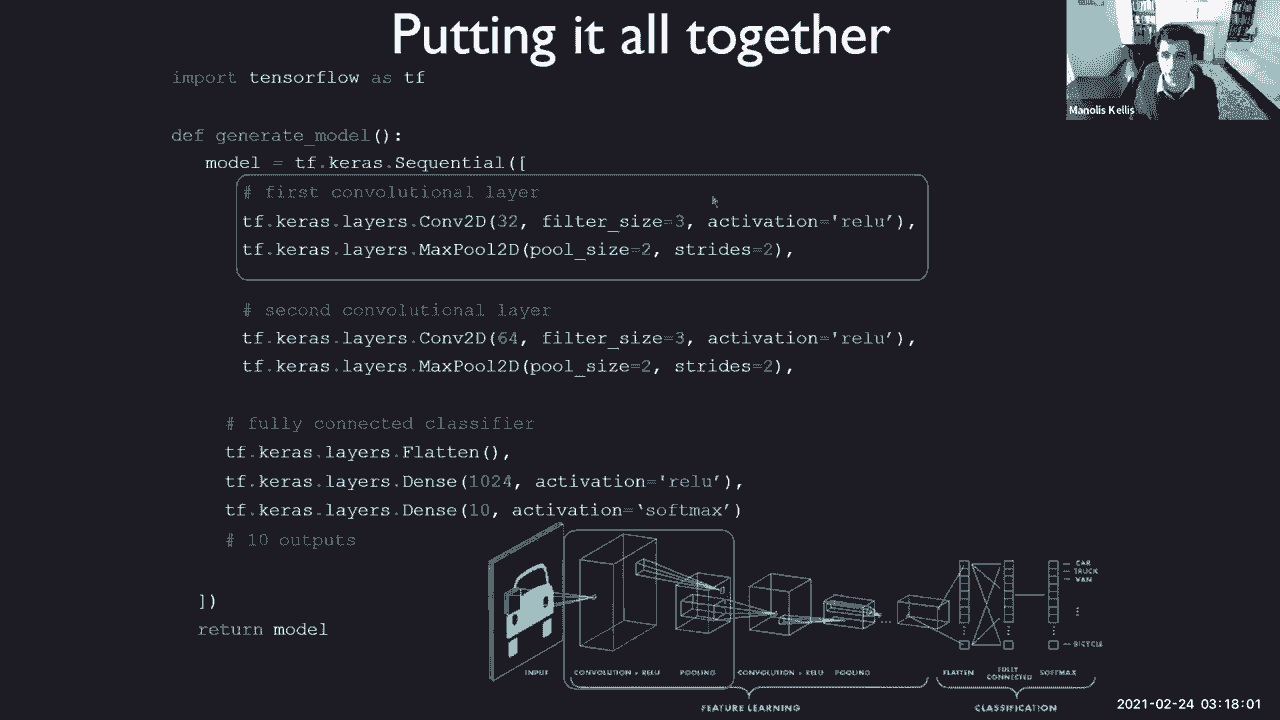 Putting it all together
Manolis Kellis
import tensorflow as tf
def generate_model():
model = tf.keras.Sequential([
# first convolutional layer
tf.keras.layers.Conv2D(32, filter_size=3, activation='relu’),
tf.keras.layers.MaxPool2D(pool_size=2, strides=2),
# second convolutional layer
tf.keras.layers.Conv2D(64, filter_size=3, activation='relu’),
tf.keras.layers.MaxPool2D(pool_size=2, strides=2),
# fully connected classifier
tf.keras.layers.Flatten(),
tf.keras.layers.Dense(1024, activation='relu’),
tf.keras.layers.Dense(10, activation=‘softmax’)
# 10 outputs
])
return model
CAR
TRUCK
VAN
BICYCLE
INPUT CONVOLUTION + RELU POOLING CONVOLUTION + RELU POOLING FLATTEN FULLY CONNECTED SOFTMAX
FEATURE LEARNING CLASSIFICATION
2021-02-24 03:18:01